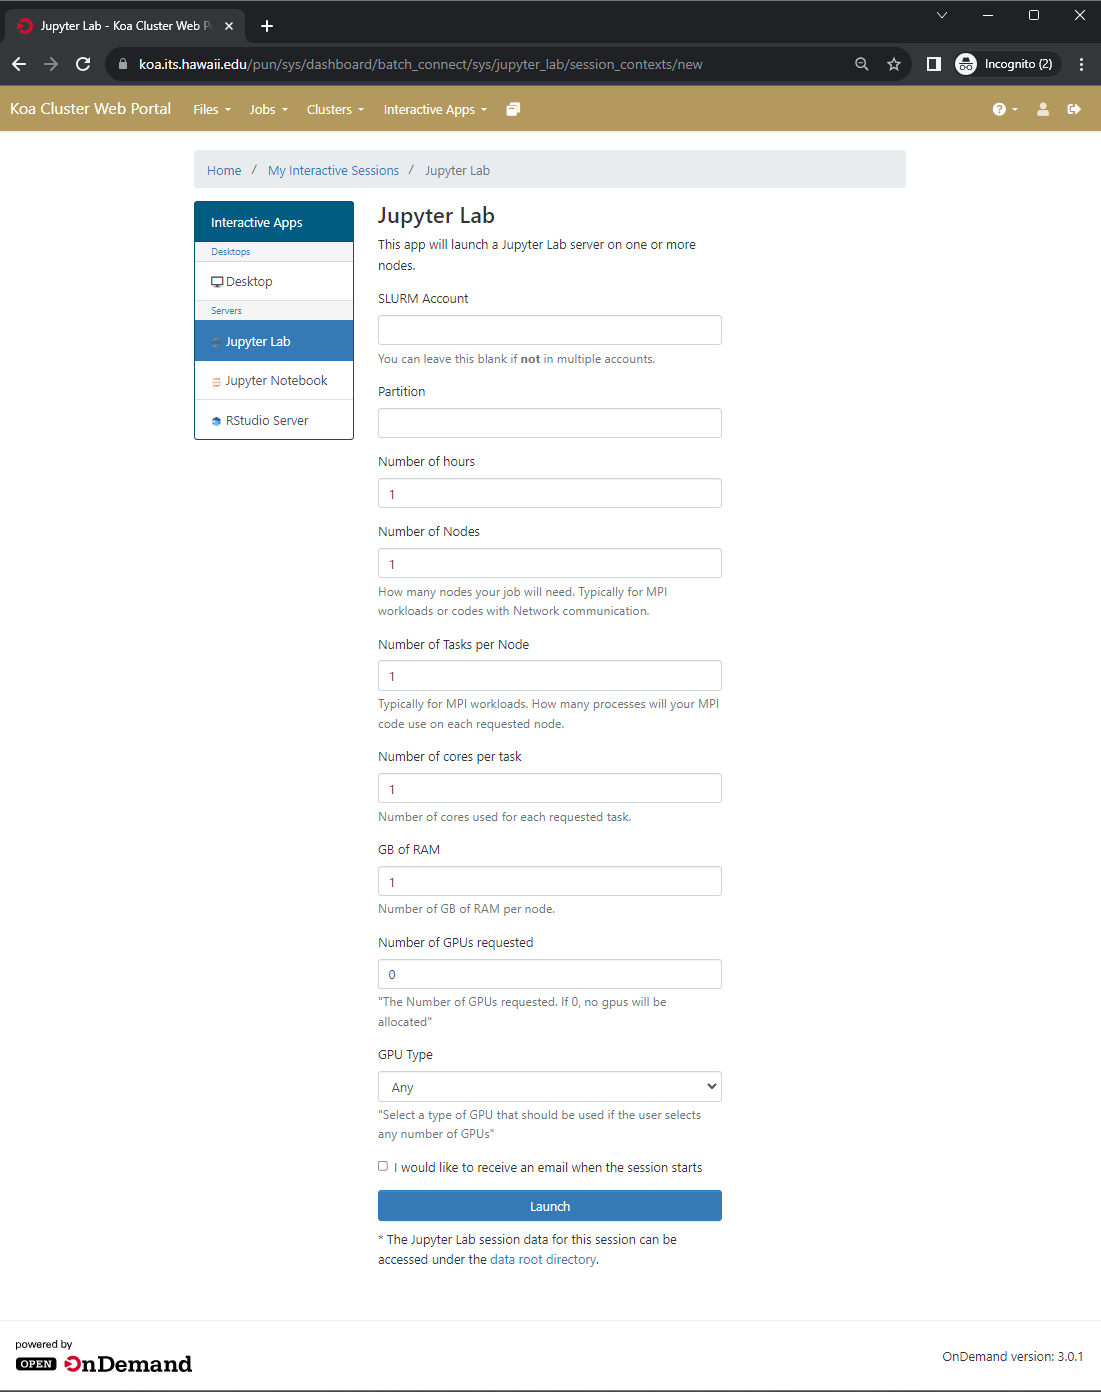 Jupyter Lab - Koa Cluster Web P
koa.its.hawaii.edu/pun/sys/dashboard/batch_connect/sys/jupyter_lab/session_contexts/new
Incognito (2)
Koa Cluster Web Portal Files Jobs Clusters Interactive Apps
Home / My Interactive Sessions / Jupyter Lab
Interactive Apps
Desktops
Desktop
Servers
Jupyter Lab
Jupyter Notebook
RStudio Server
Jupyter Lab
This app will launch a Jupyter Lab server on one or more
nodes.
SLURM Account
You can leave this blank if not in multiple accounts.
Partition
Number of hours
1
Number of Nodes
1
How many nodes your job will need. Typically for MPI
workloads or codes with Network communication.
Number of Tasks per Node
1
Typically for MPI workloads. How many processes will your MPI
code use on each requested node.
Number of cores per task
1
Number of cores used for each requested task.
GB of RAM
1
Number of GB of RAM per node.
Number of GPUs requested
0
"The Number of GPUs requested. If 0, no gpus will be
allocated"
GPU Type
Any
"Select a type of GPU that should be used if the user selects
any number of GPUs"
I would like to receive an email when the session starts
Launch
* The Jupyter Lab session data for this session can be
accessed under the data root directory.
powered by
OPEN OnDemand
OnDemand version: 3.0.1